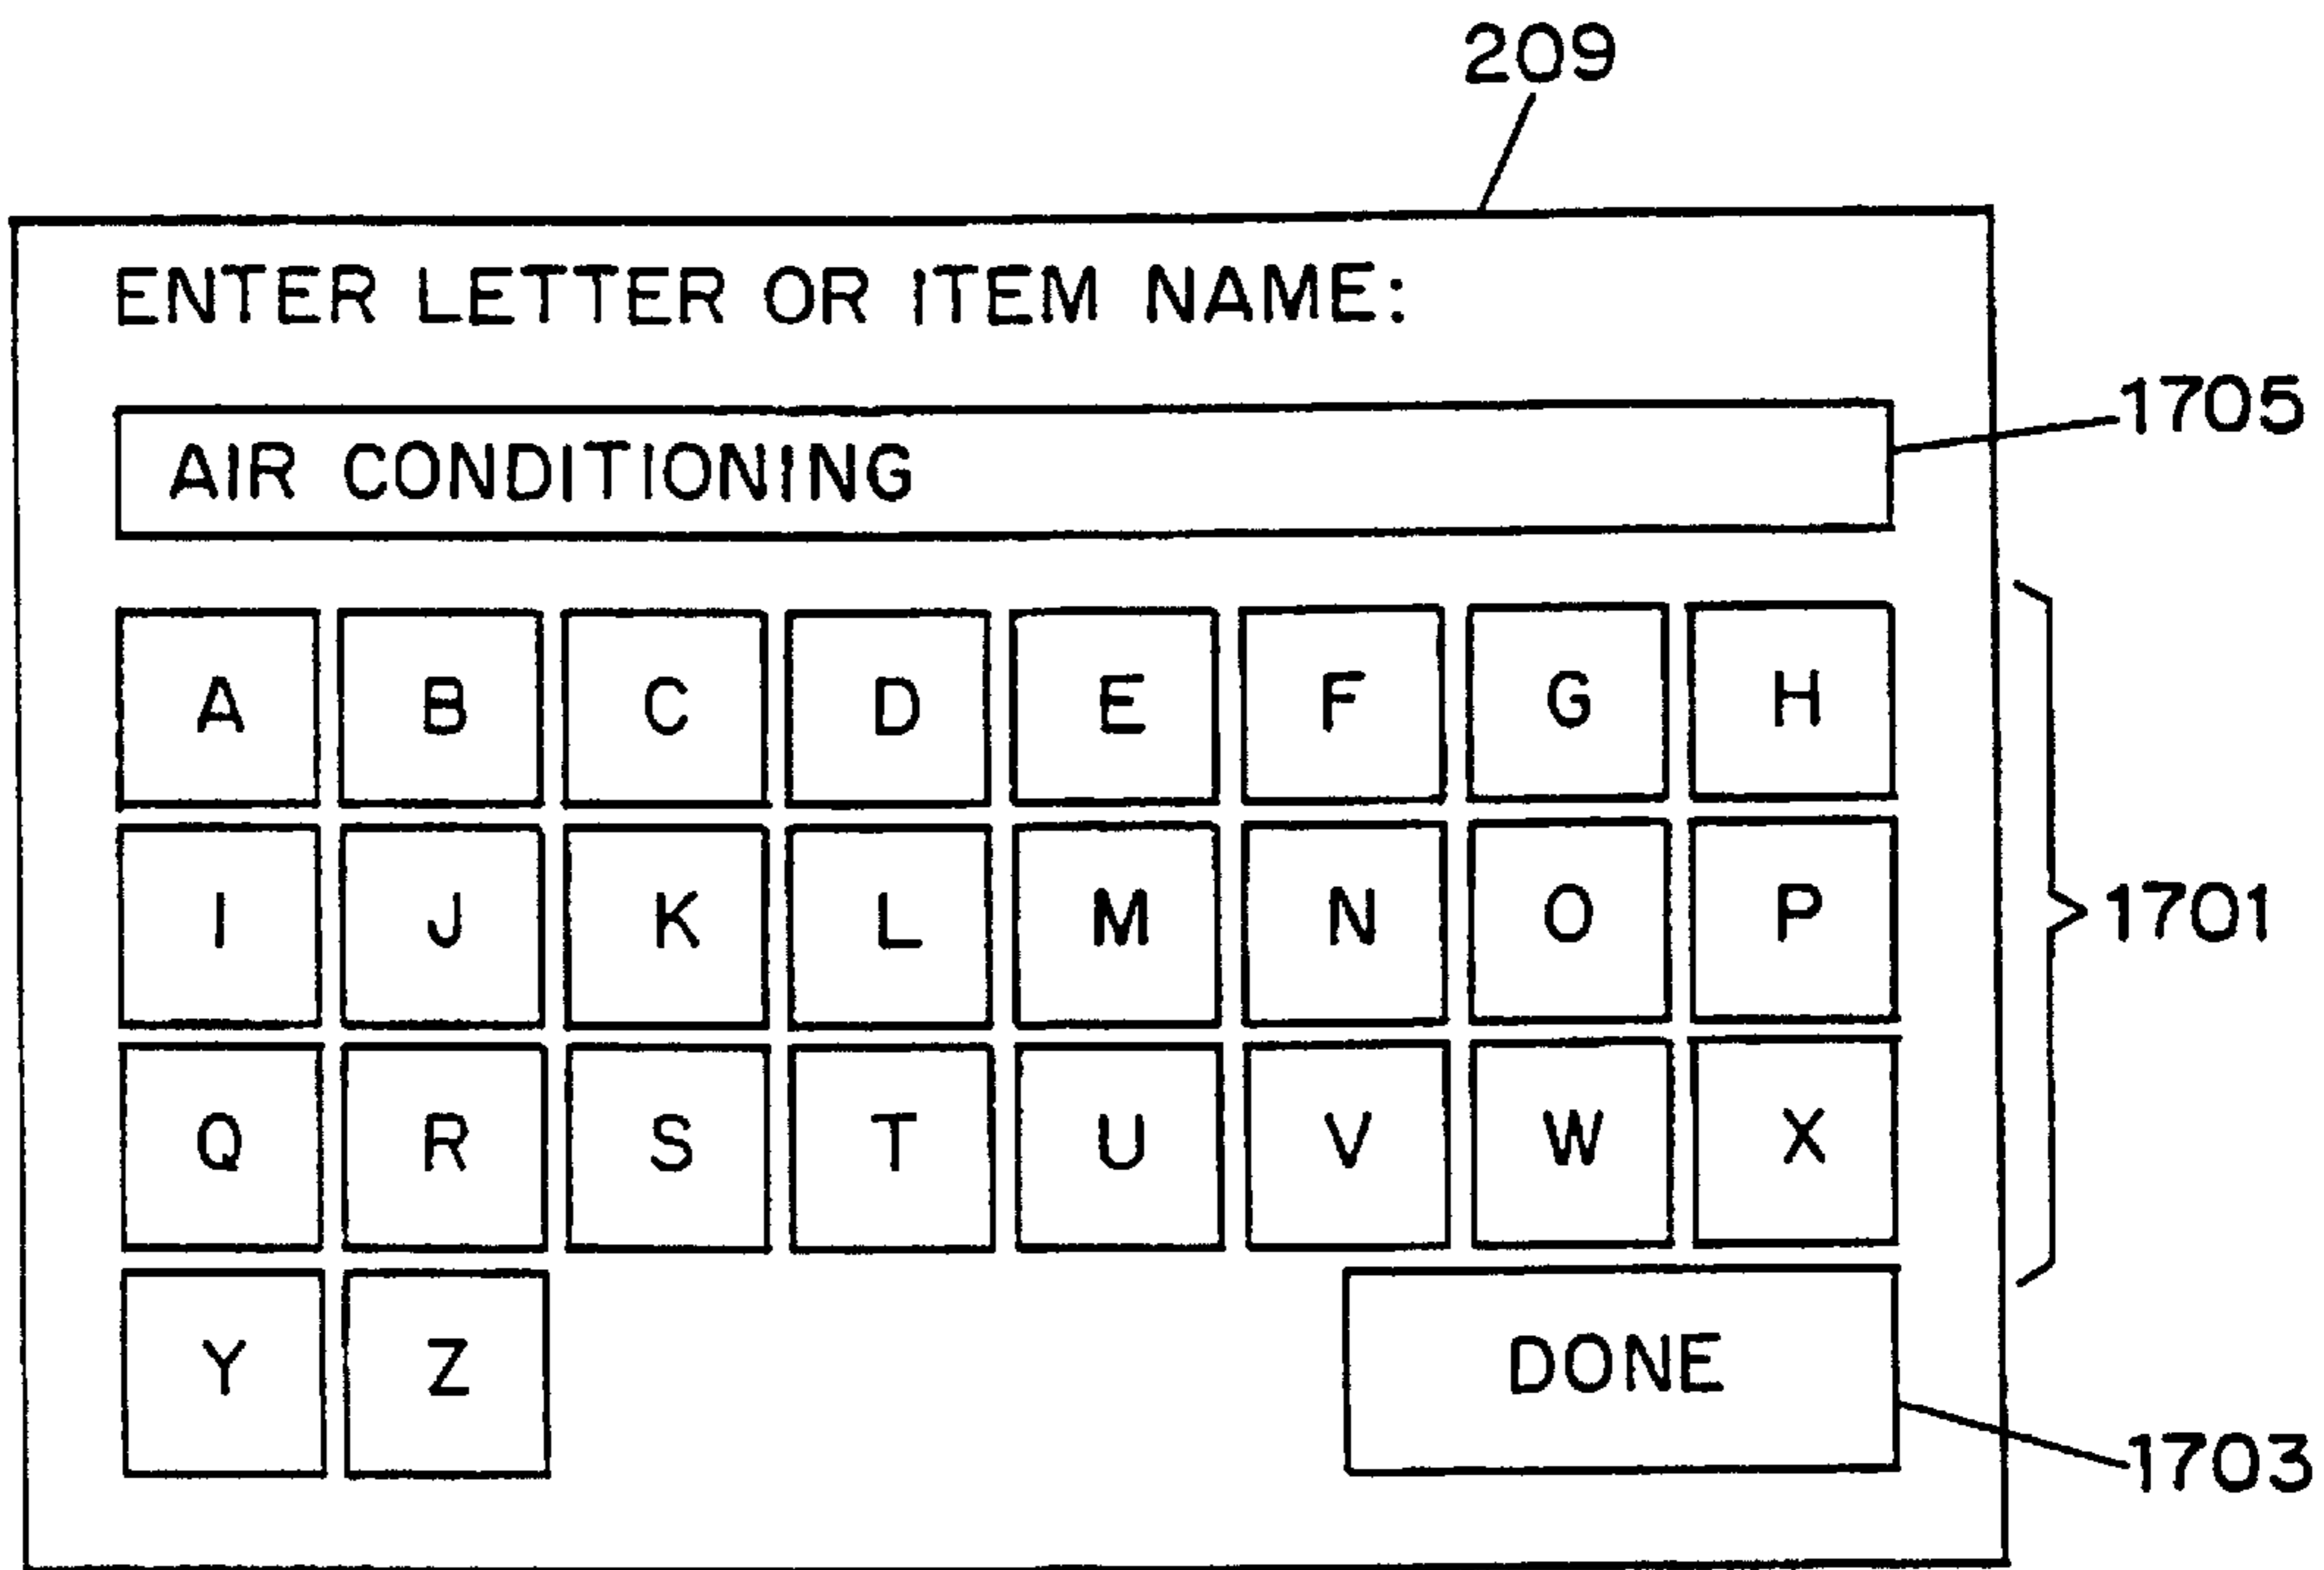 209
ENTER LETTER OR ITEM NAME:
1705
AIR CONDITIONING
A B C D E F G H
I J K L M N O P
1701
Q R S T U V W X
Y Z DONE
1703